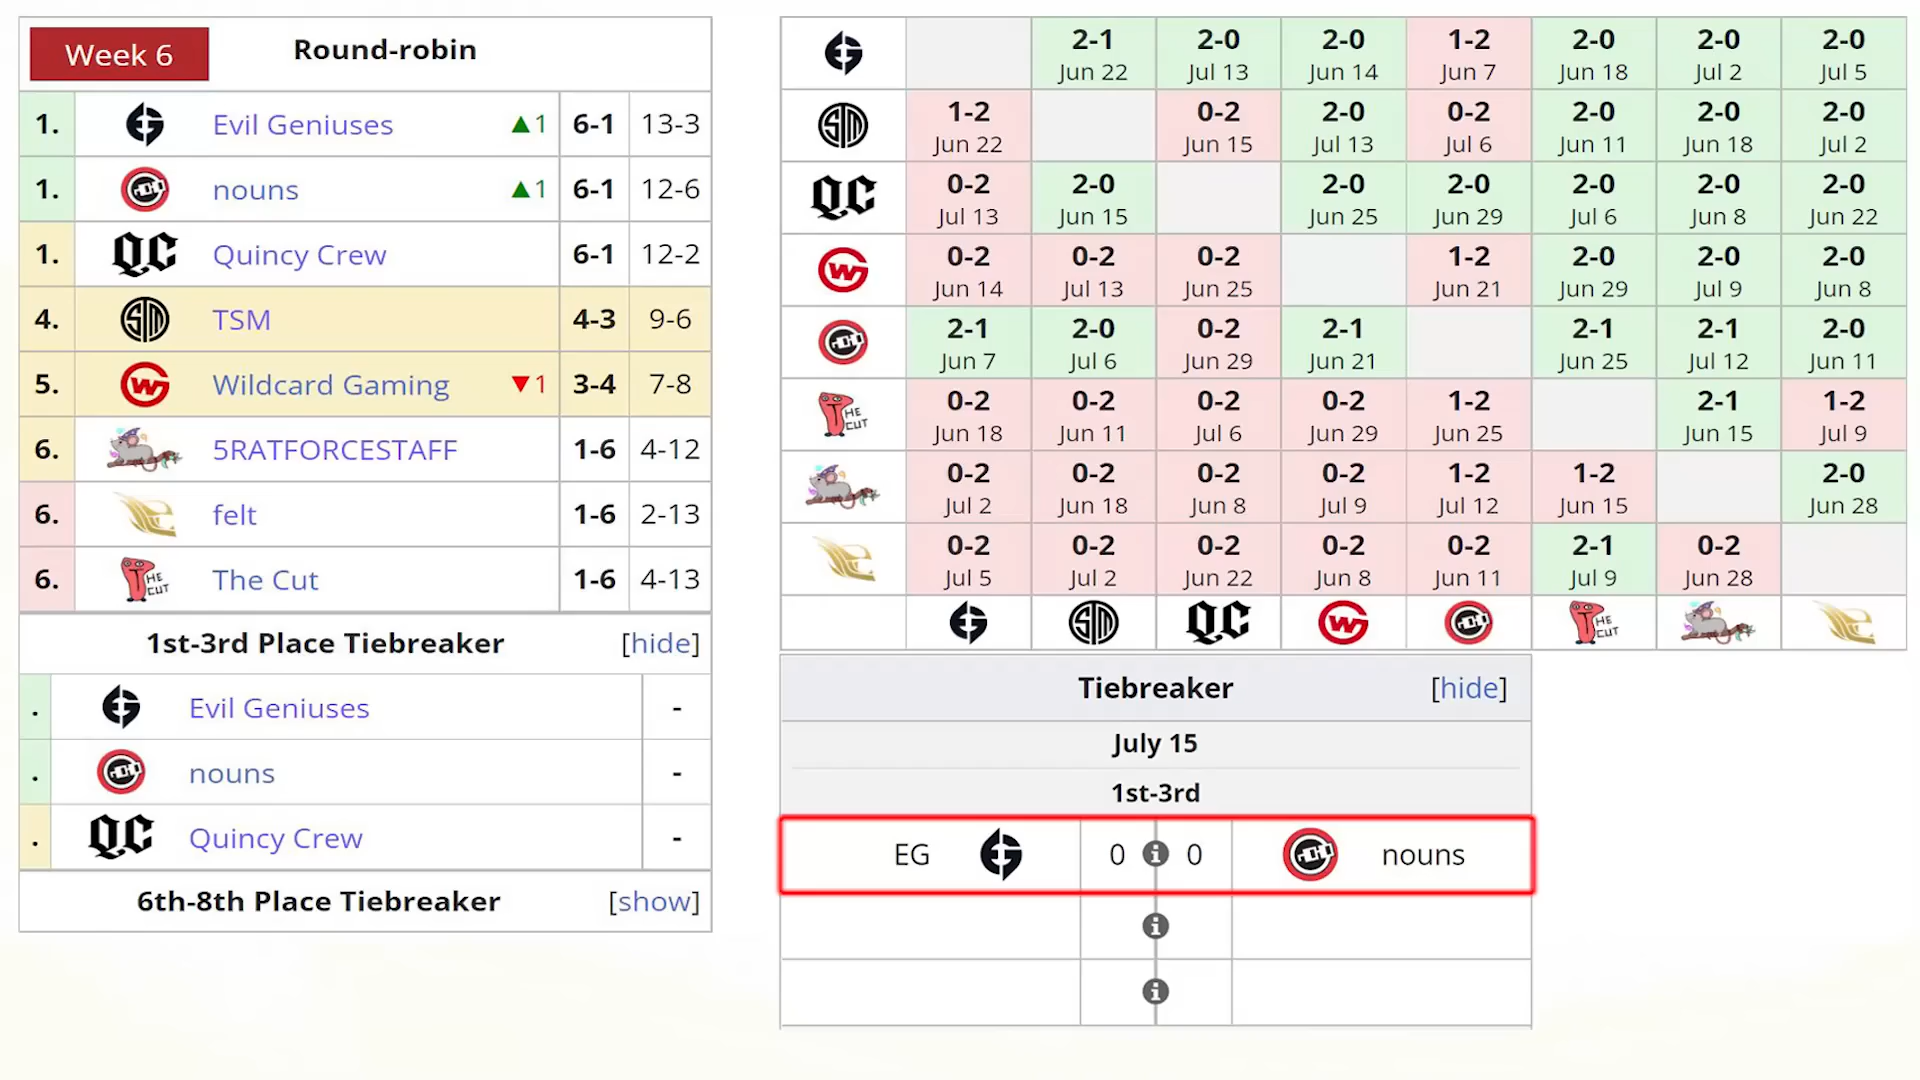 Week 6 Round-robin
1. Evil Geniuses ▲1 6-1 13-3
1. nouns ▲1 6-1 12-6
1. QC Quincy Crew 6-1 12-2
4. TSM TSM 4-3 9-6
5. Wildcard Gaming ▼1 3-4 7-8
6. 5RATFORCESTAFF 1-6 4-12
6. felt 1-6 2-13
6. THE CUT The Cut 1-6 4-13
1st-3rd Place Tiebreaker [hide]
. Evil Geniuses -
. nouns -
. QC Quincy Crew -
6th-8th Place Tiebreaker [show]
2-1 2-0 2-0 1-2 2-0 2-0 2-0
Jun 22 Jul 13 Jun 14 Jun 7 Jun 18 Jul 2 Jul 5
TSM 1-2 0-2 2-0 0-2 2-0 2-0 2-0
Jun 22 Jun 15 Jul 13 Jul 6 Jun 11 Jun 18 Jul 2
QC 0-2 2-0 2-0 2-0 2-0 2-0 2-0
Jul 13 Jun 15 Jun 25 Jun 29 Jul 6 Jun 8 Jun 22
0-2 0-2 0-2 1-2 2-0 2-0 2-0
Jun 14 Jul 13 Jun 25 Jun 21 Jun 29 Jul 9 Jun 8
2-1 2-0 0-2 2-1 2-1 2-1 2-0
Jun 7 Jul 6 Jun 29 Jun 21 Jun 25 Jul 12 Jun 11
THE CUT 0-2 0-2 0-2 0-2 1-2 2-1 1-2
Jun 18 Jun 11 Jul 6 Jun 29 Jun 25 Jun 15 Jul 9
0-2 0-2 0-2 0-2 1-2 1-2 2-0
Jul 2 Jun 18 Jun 8 Jul 9 Jul 12 Jun 15 Jun 28
0-2 0-2 0-2 0-2 0-2 2-1 0-2
Jul 5 Jul 2 Jun 22 Jun 8 Jun 11 Jul 9 Jun 28
TSM QC THE CUT
Tiebreaker [hide]
July 15
1st-3rd
EG 0 i 0 nouns
i
i